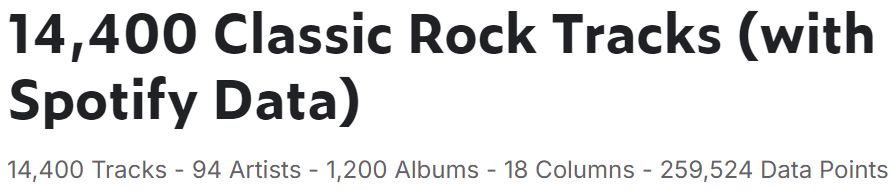 14,400 Classic Rock Tracks (with
Spotify Data)
14,400 Tracks - 94 Artists - 1,200 Albums - 18 Columns - 259,524 Data Points